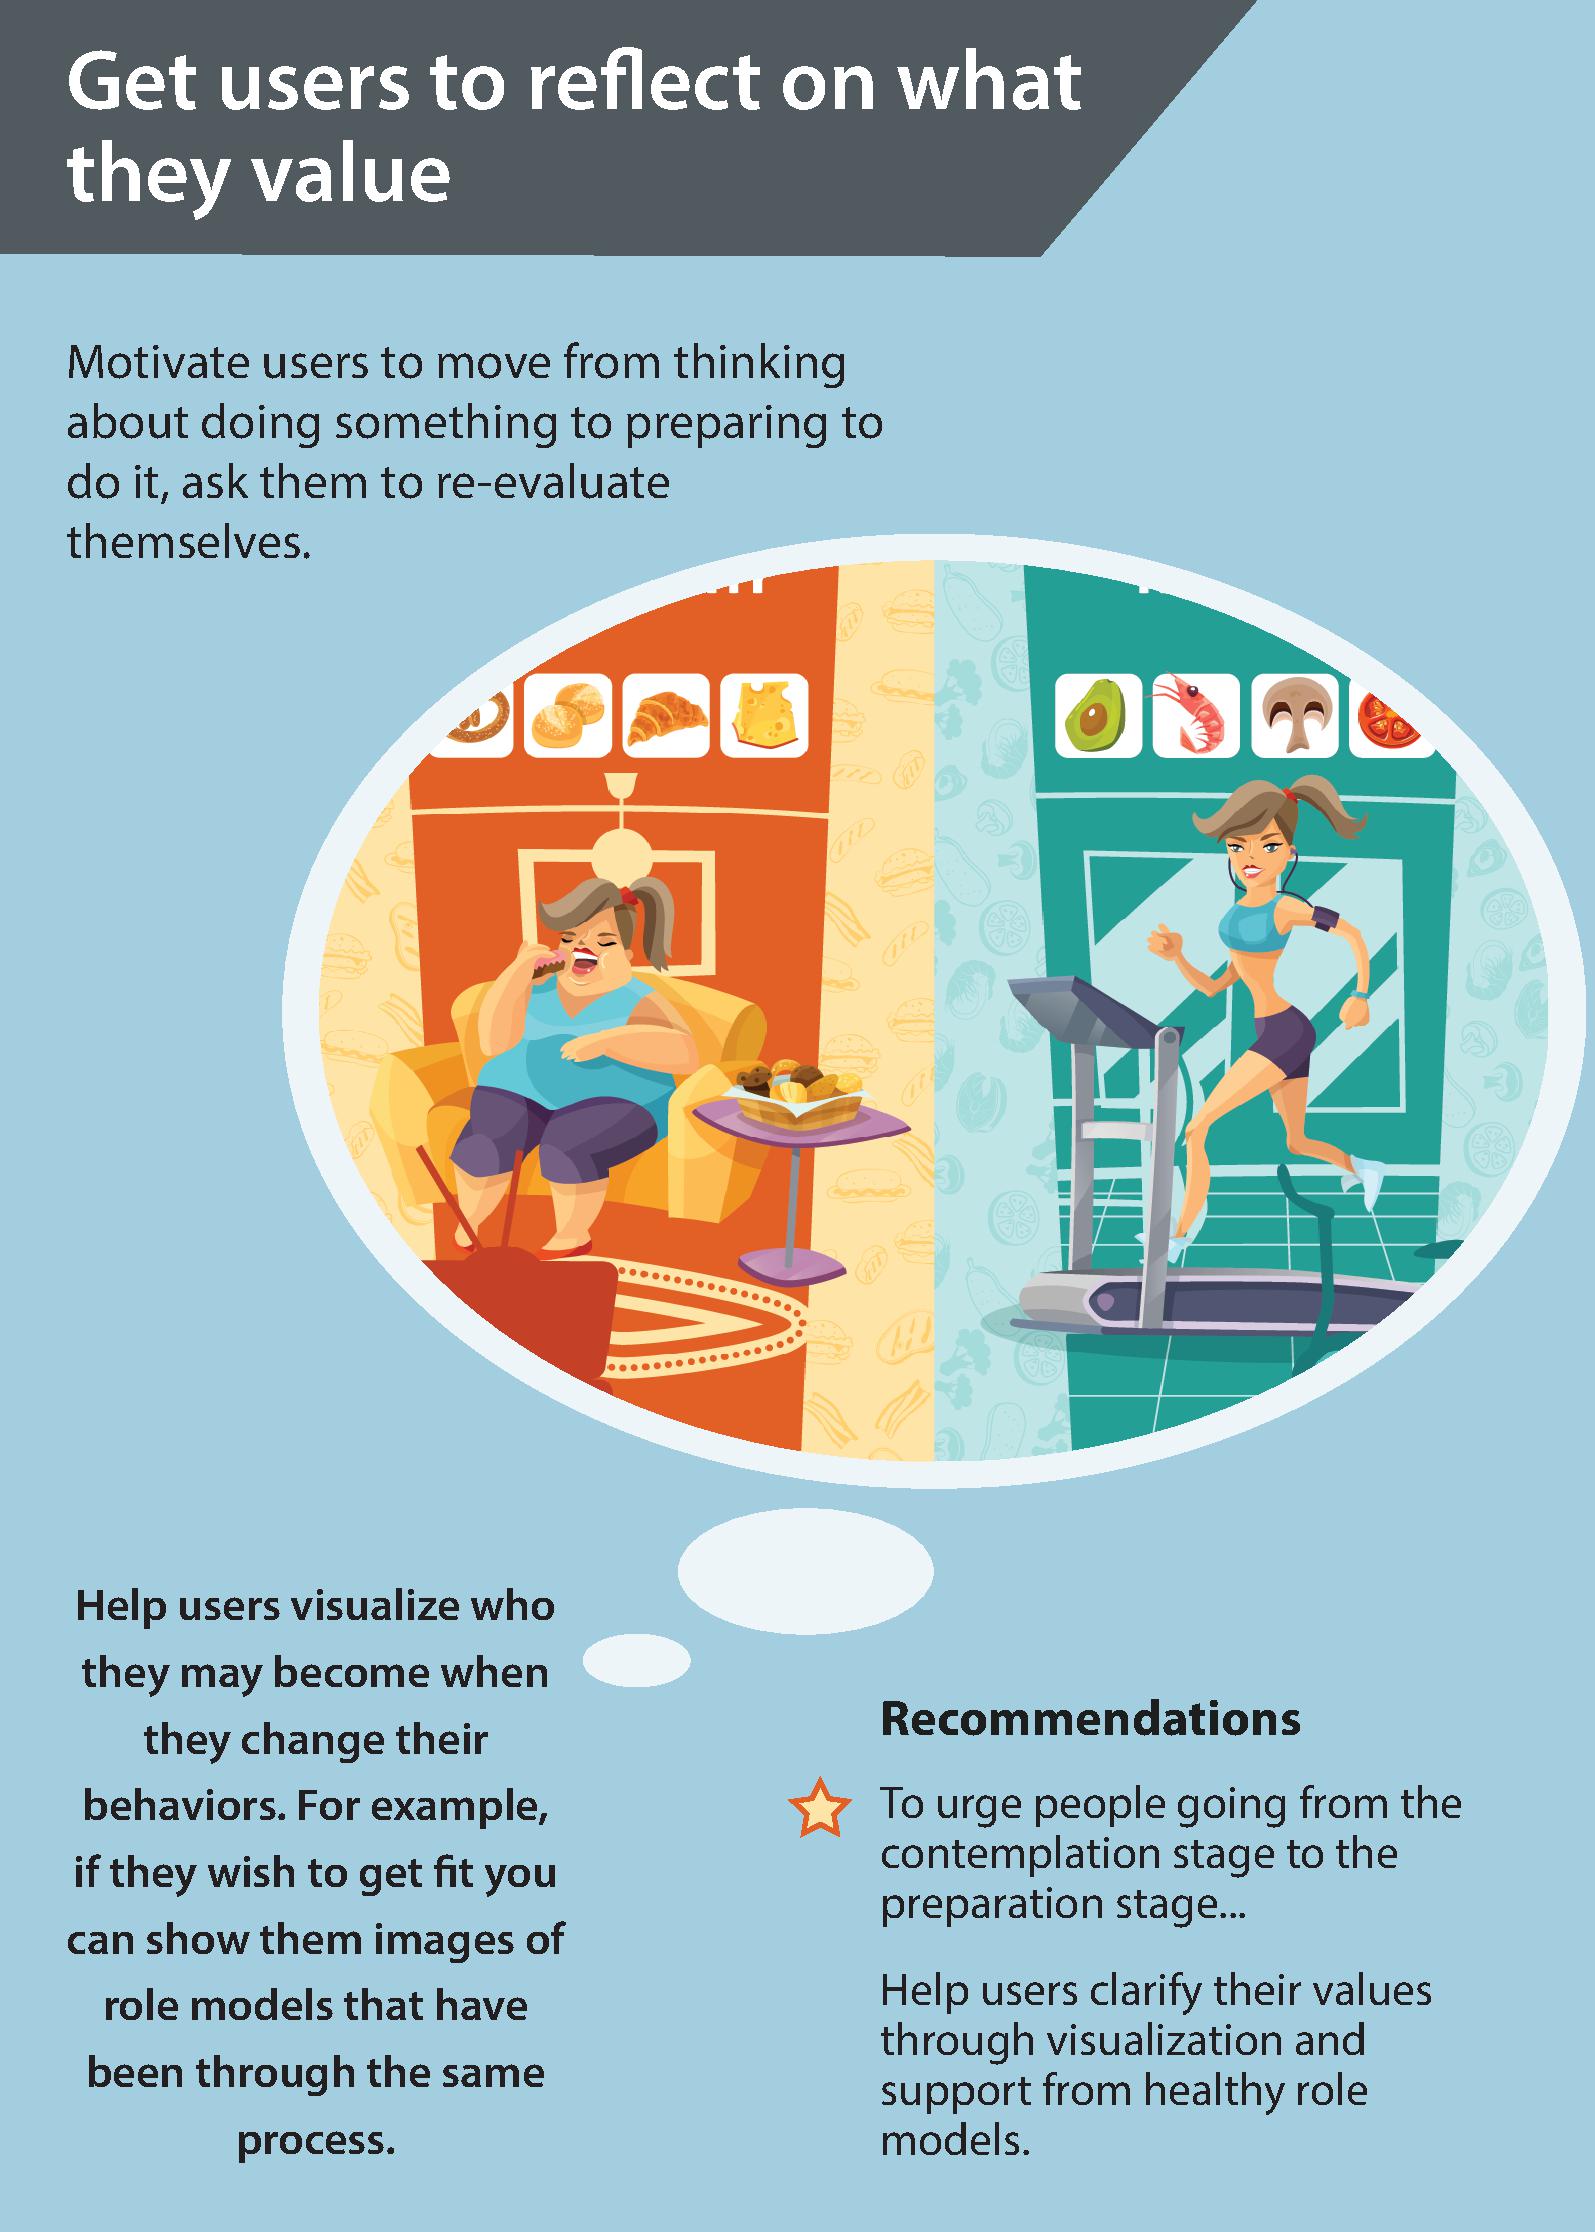 Get users to reflect on what
they value
Motivate users to move from thinking
about doing something to preparing to
do it, ask them to re-evaluate
themselves.
Help users visualize who
they may become when
they change their
behaviors. For example,
if they wish to get fit you
can show them images of
role models that have
been through the same
process.
Recommendations
To urge people going from the
contemplation stage to the
preparation stage...
Help users clarify their values
through visualization and
support from healthy role
models.